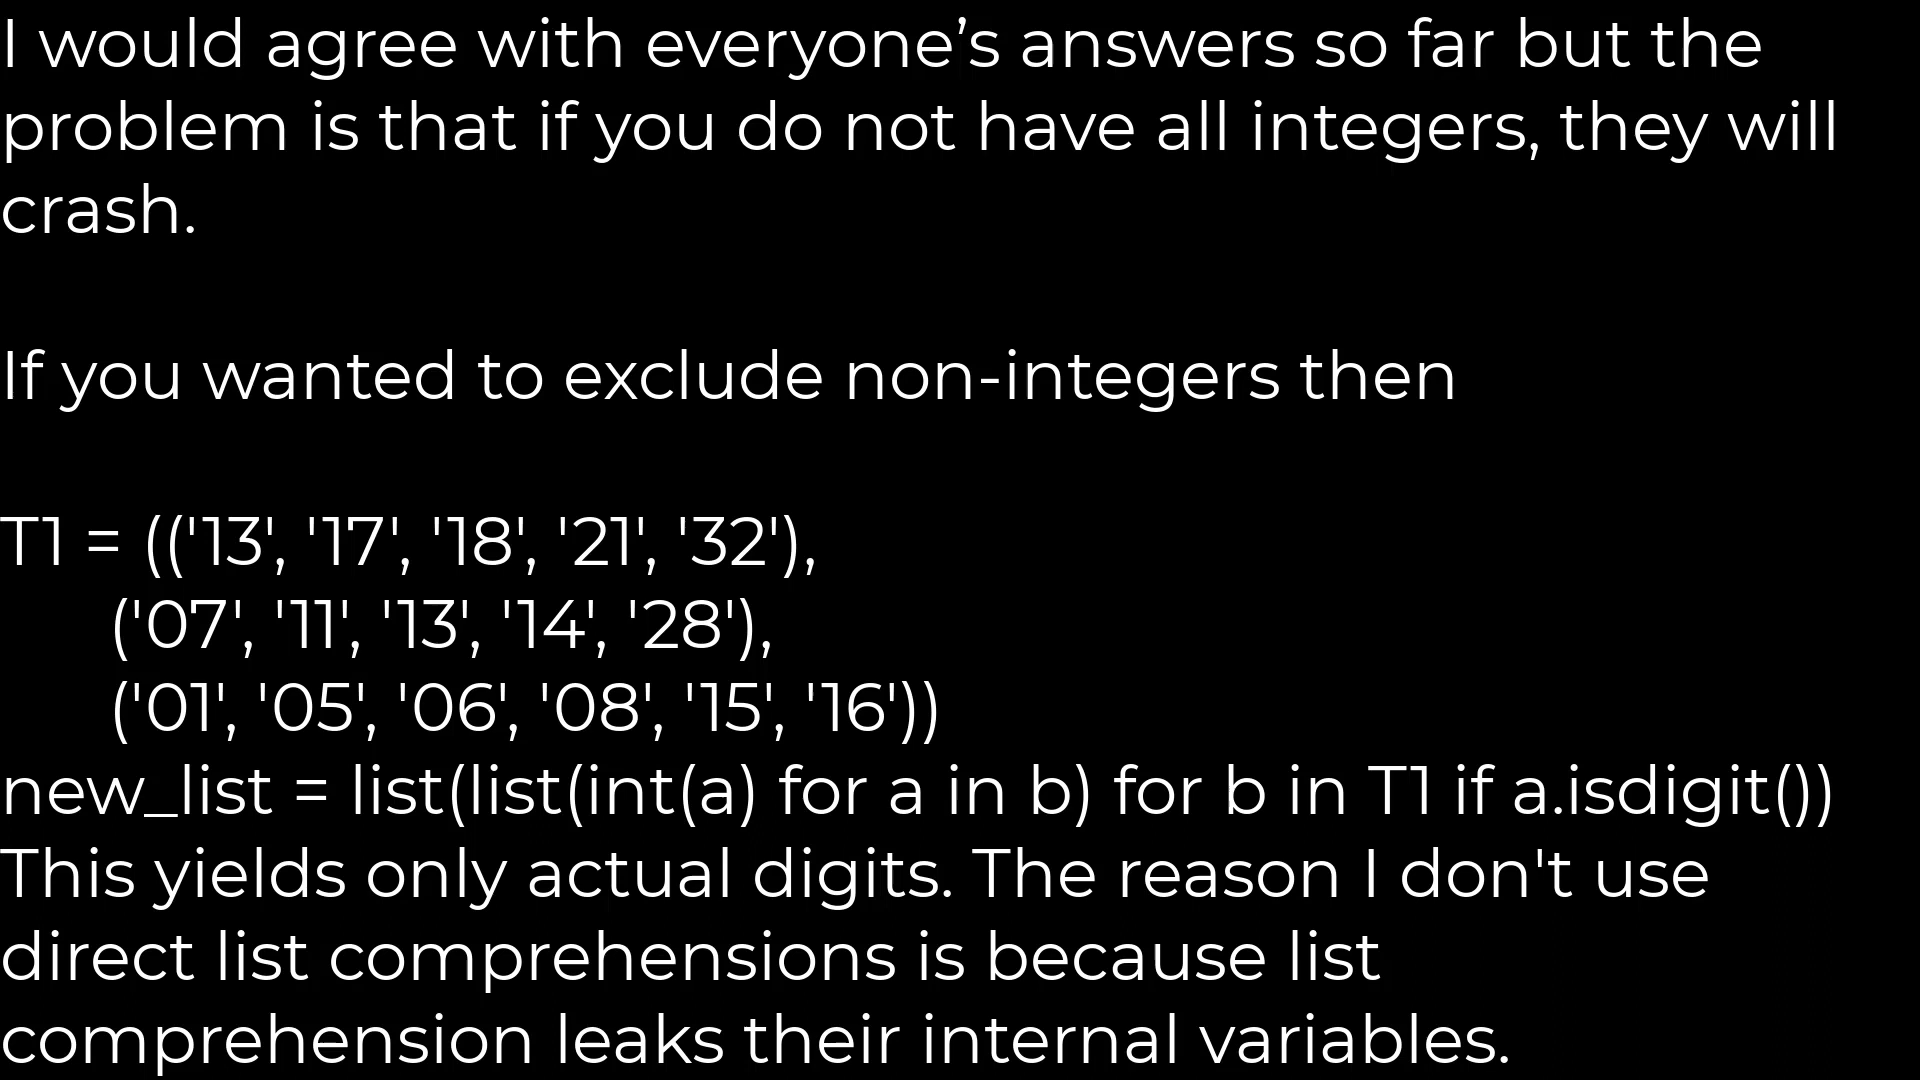 I would agree with everyone’s answers so far but the
problem is that if you do not have all integers, they will
crash.
If you wanted to exclude non-integers then
T1 = (('13', '17', '18', '21', '32'),
('07', '11', '13', '14', '28'),
('01', '05', '06', '08', '15', '16'))
new_list = list(list(int(a) for a in b) for b in T1 if a.isdigit())
This yields only actual digits. The reason I don't use
direct list comprehensions is because list
comprehension leaks their internal variables.